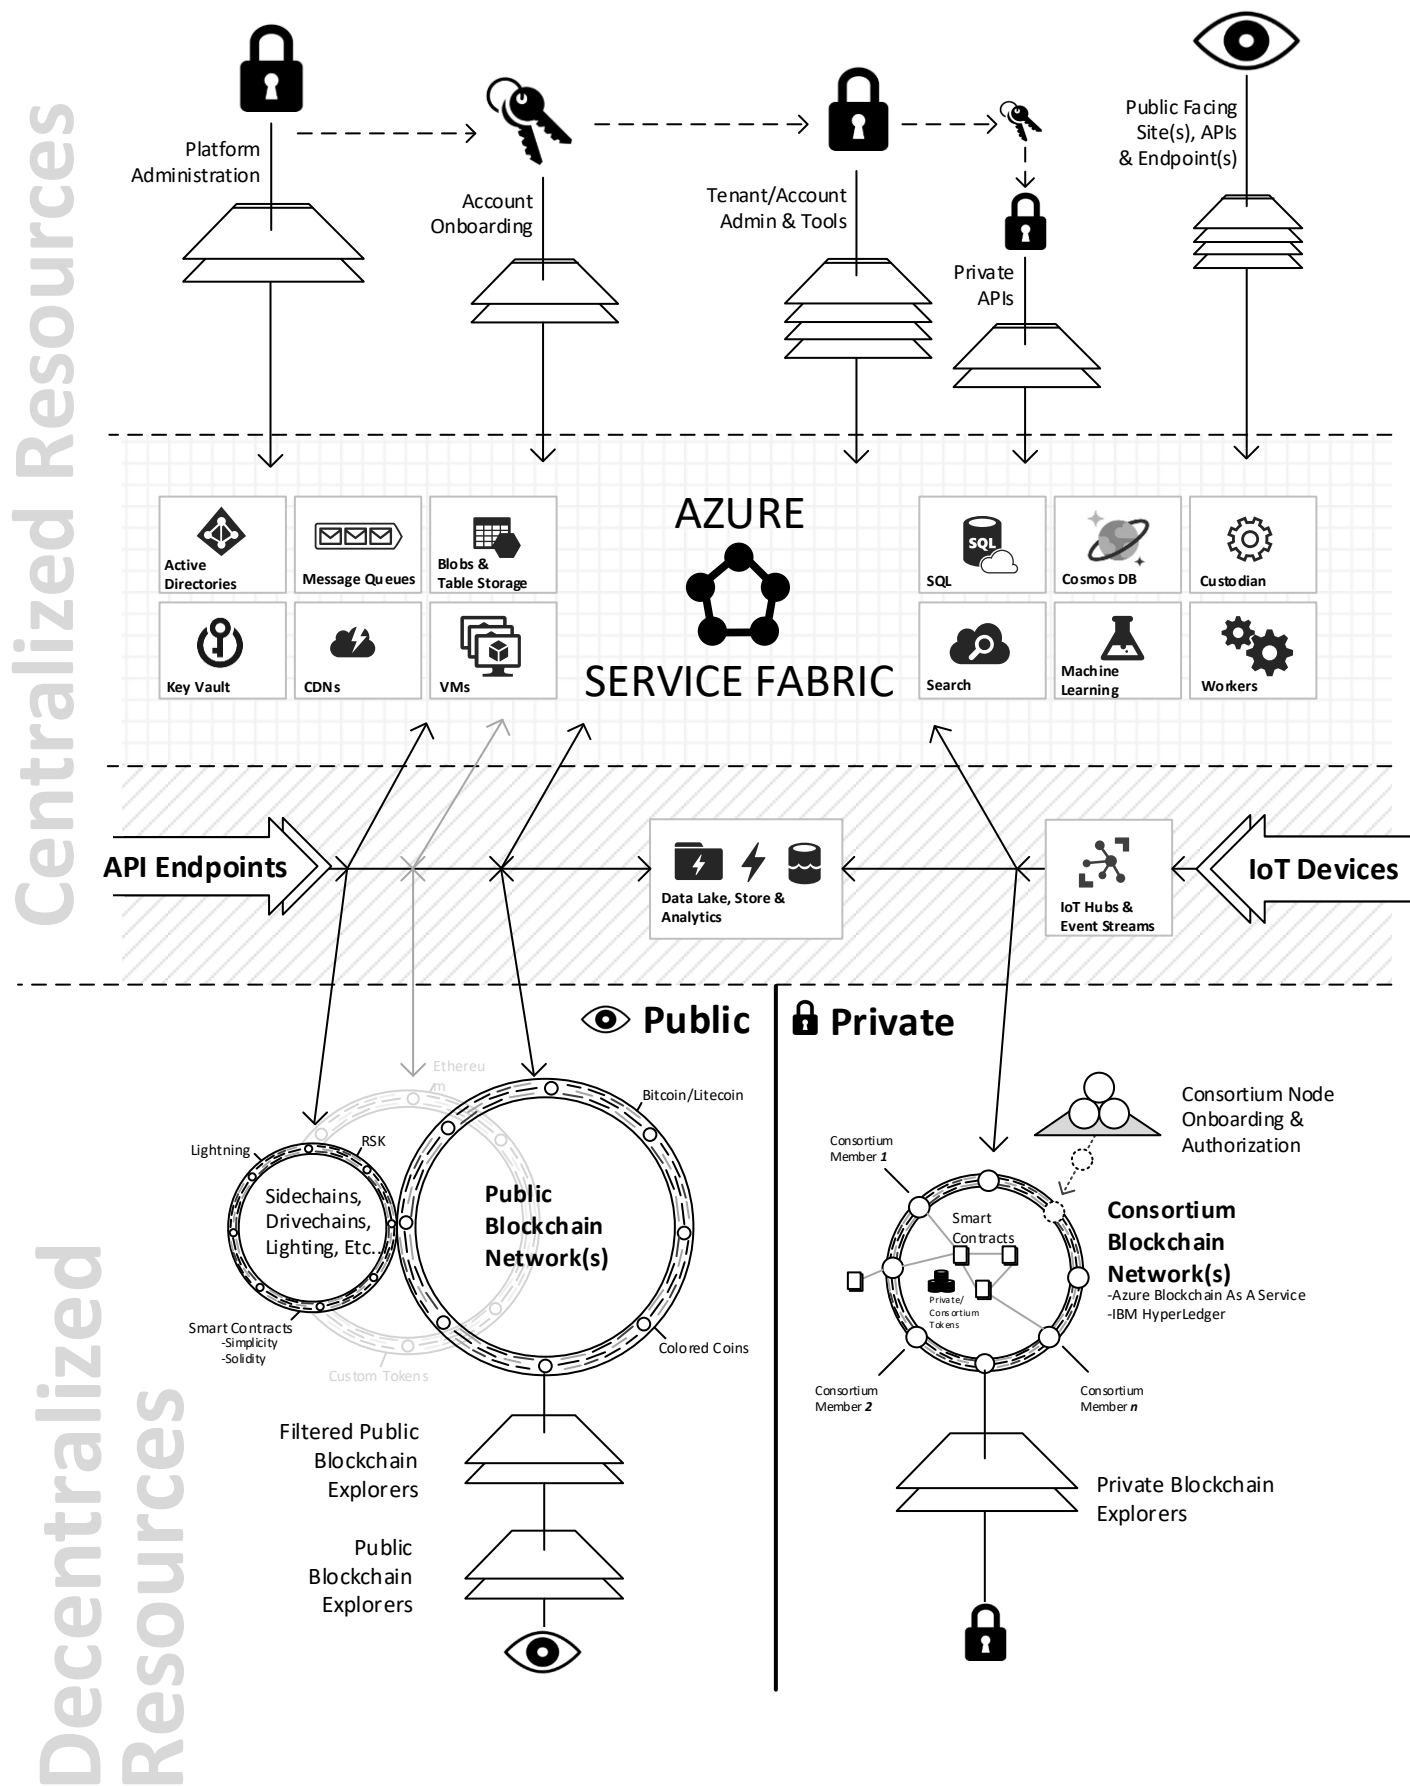 Centralized Resources
Platform
Administration
Account
Onboarding
Tenant/Account
Admin & Tools
Private
APIs
Public Facing
Site(s), APIs
& Endpoint(s)
AZURE
SERVICE FABRIC
Active
Directories
Message Queues
Blobs &
Table Storage
Key Vault
CDNs
VMs
SQL
SQL
Cosmos DB
Custodian
Search
Machine
Learning
Workers
API Endpoints
Data Lake, Store &
Analytics
IoT Hubs &
Event Streams
IoT Devices
Decentralized
Resources
Public
Private
Ethereu
m
Bitcoin/Litecoin
Lightning
RSK
Sidechains,
Drivechains,
Lighting, Etc..
Public
Blockchain
Network(s)
Smart Contracts
-Simplicity
-Solidity
Custom Tokens
Colored Coins
Filtered Public
Blockchain
Explorers
Public
Blockchain
Explorers
Consortium Node
Onboarding &
Authorization
Consortium
Member 1
Smart
Contracts
Private/
Consortium
Tokens
Consortium
Blockchain
Network(s)
-Azure Blockchain As A Service
-IBM HyperLedger
Consortium
Member 2
Consortium
Member n
Private Blockchain
Explorers